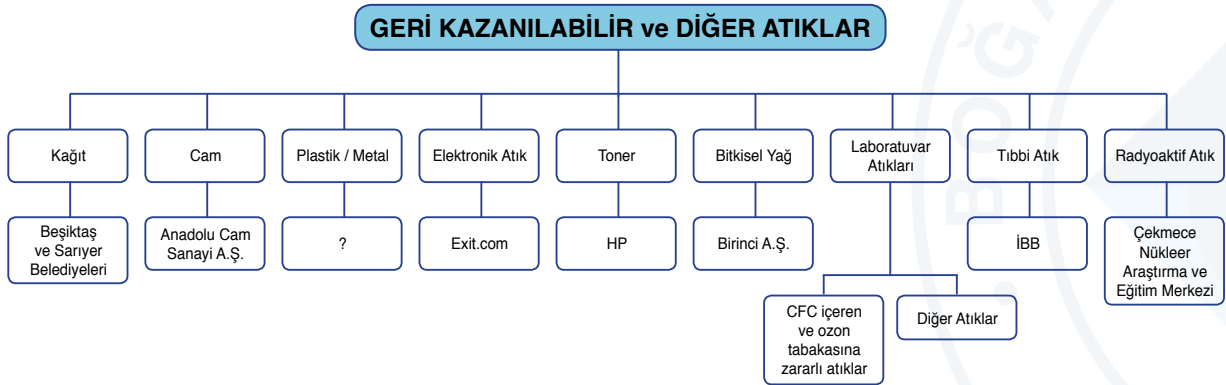 GERİ KAZANILABİLİR ve DİĞER ATIKLAR
Kağıt
Cam
Plastik / Metal
Elektronik Atık
Toner
Bitkisel Yağ
Laboratuvar
Atıkları
Tıbbi Atık
Radyoaktif Atık
Beşiktaş
ve Sarıyer
Belediyeleri
Anadolu Cam
Sanayi A.Ş.
?
Exit.com
HP
Birinci A.Ş.
İBB
Çekmece
Nükleer
Araştırma ve
Eğitim Merkezi
CFC içeren
ve ozon
tabakasına
zararlı atıklar
Diğer Atıklar
BOĞA